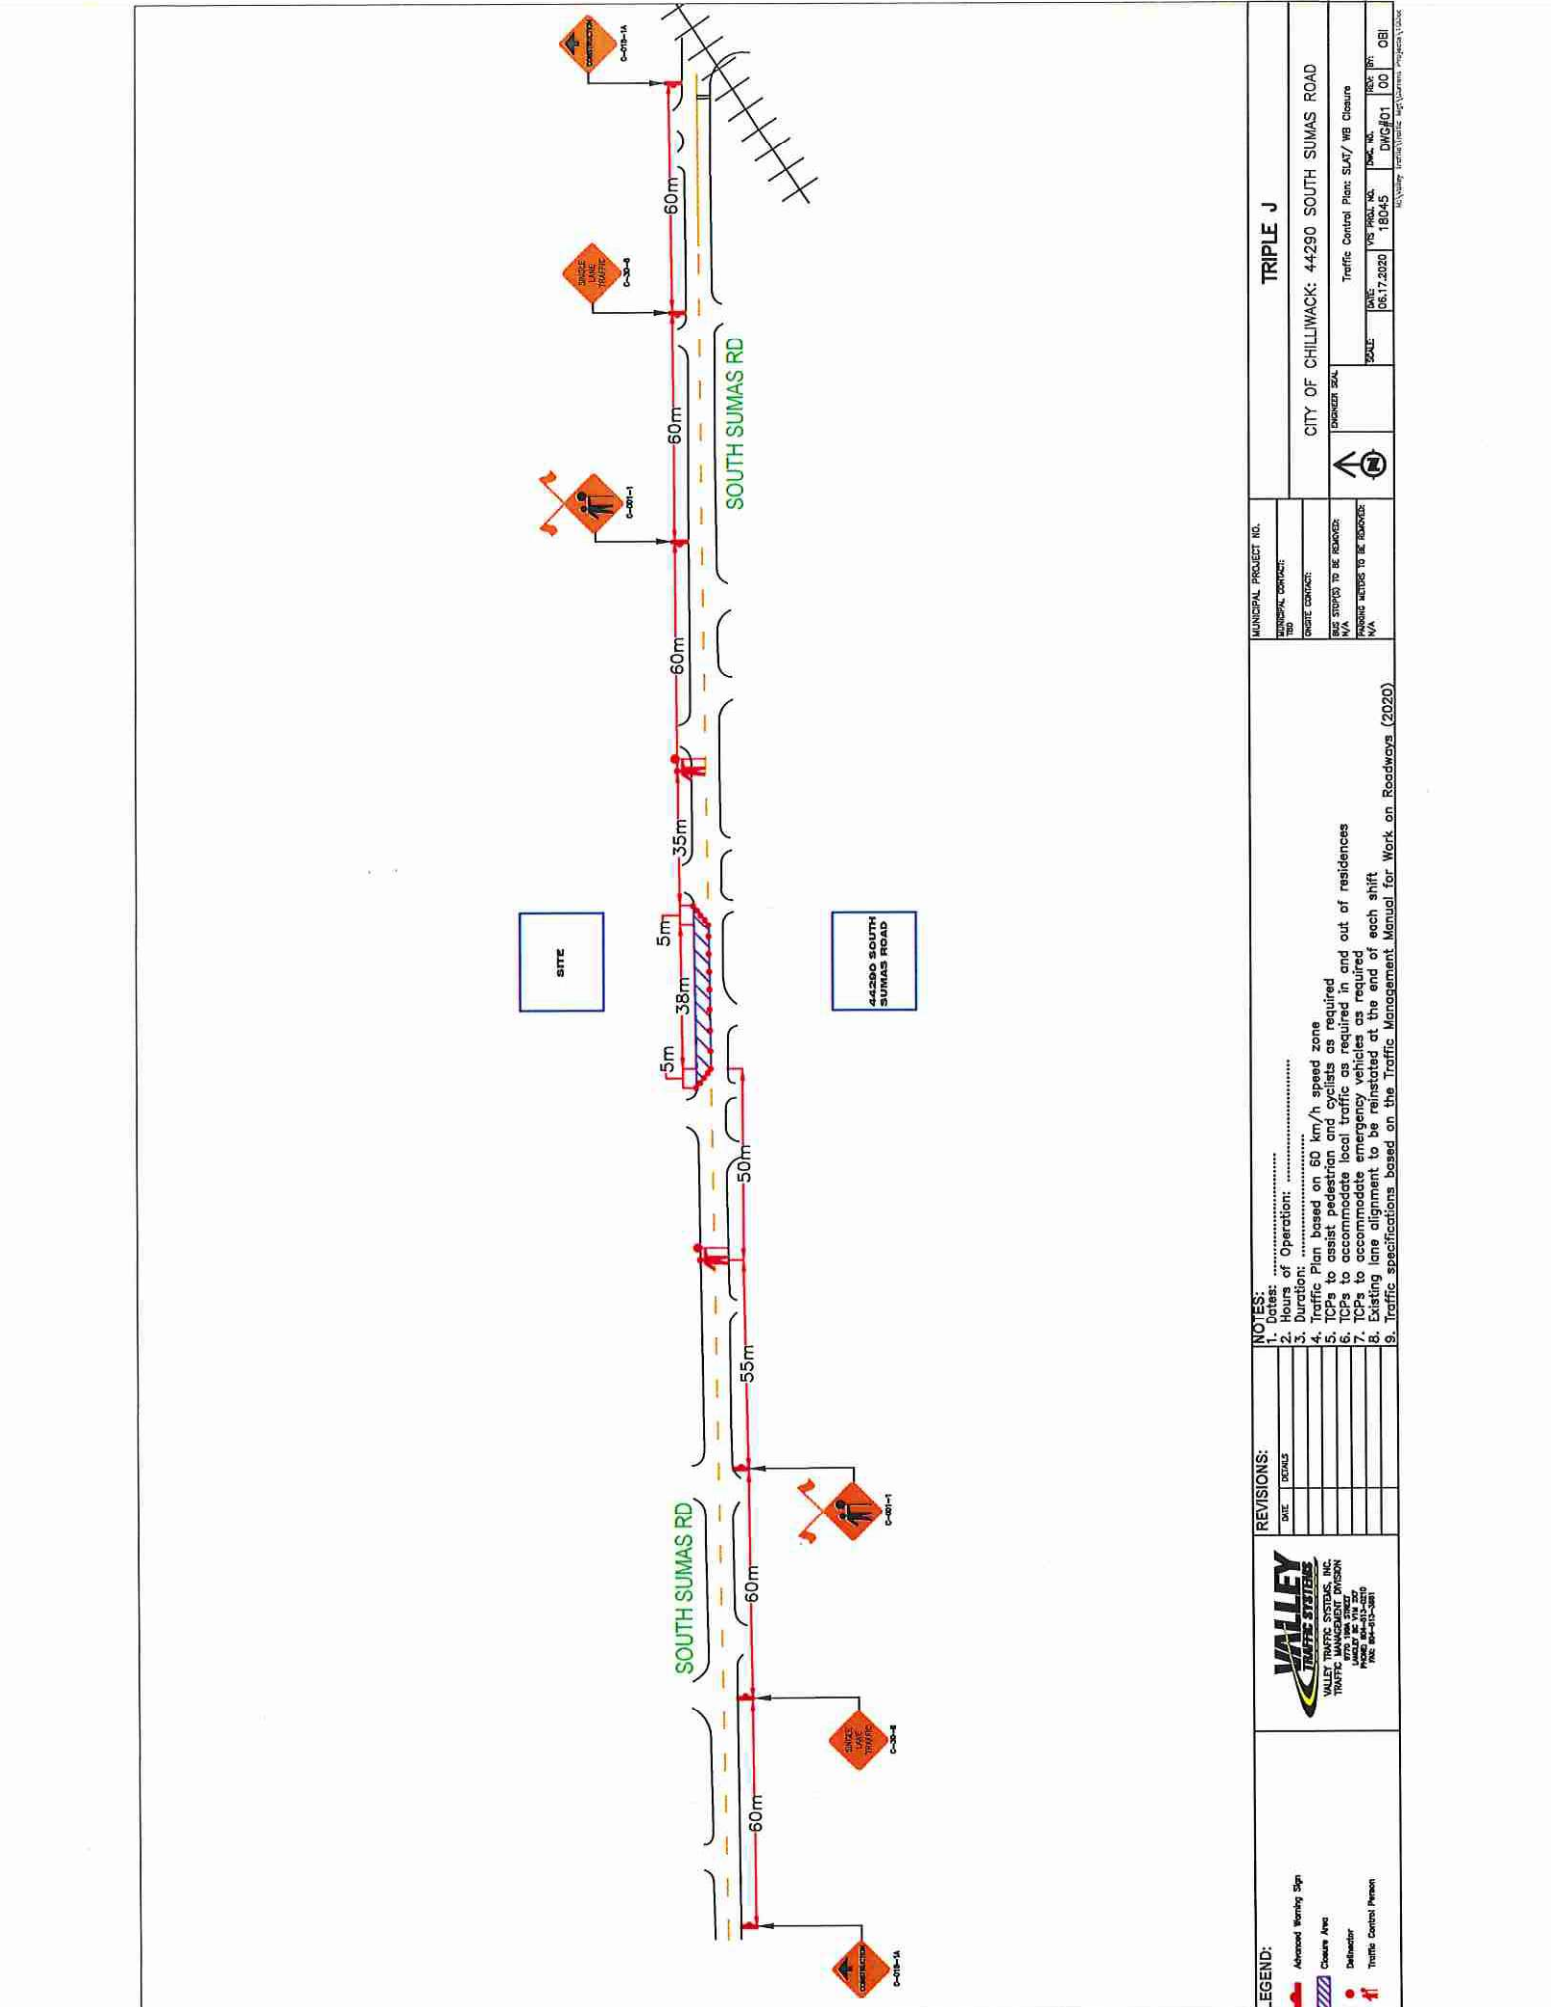 CONSTRUCTION
C-018-1A
60m
SINGLE
LANE
TRAFFIC
C-30-8
60m
C-001-1
60m
SOUTH SUMAS RD
35m
5m
38m
5m
SITE
44290 SOUTH
SUMAS ROAD
50m
55m
C-001-1
60m
SOUTH SUMAS RD
SINGLE
LANE
TRAFFIC
C-30-8
60m
CONSTRUCTION
C-018-1A
LEGEND:
Advanced Warning Sign
Closure Area
Delineator
Traffic Control Person
VALLEY
TRAFFIC SYSTEMS
VALLEY TRAFFIC SYSTEMS, INC.
TRAFFIC MANAGEMENT DIVISION
REVISIONS:
DATE DETAILS
NOTES:
1. Dates: ..............................
2. Hours of Operation: ..............................
3. Duration: ..............................
4. Traffic Plan based on 60 km/h speed zone
5. TCPs to assist pedestrian and cyclists as required
6. TCPs to accommodate local traffic as required in and out of residences
7. TCPs to accommodate emergency vehicles as required
8. Existing lane alignment to be reinstated at the end of each shift
9. Traffic specifications based on the Traffic Management Manual for Work on Roadways (2020)
MUNICIPAL PROJECT NO.
MUNICIPAL CONTACT:
TBD
ONSITE CONTACT:
BUS STOP(S) TO BE REMOVED:
N/A
PARKING METERS TO BE REMOVED:
N/A
N
TRIPLE J
CITY OF CHILLIWACK: 44290 SOUTH SUMAS ROAD
ENGINEER SEAL
Traffic Control Plan: SLAT/ WB Closure
SCALE:
DATE:
06.17.2020
VTS PROJ. NO.
18045
DWG. NO.
DWG#01
REV:
00
BY:
OBI